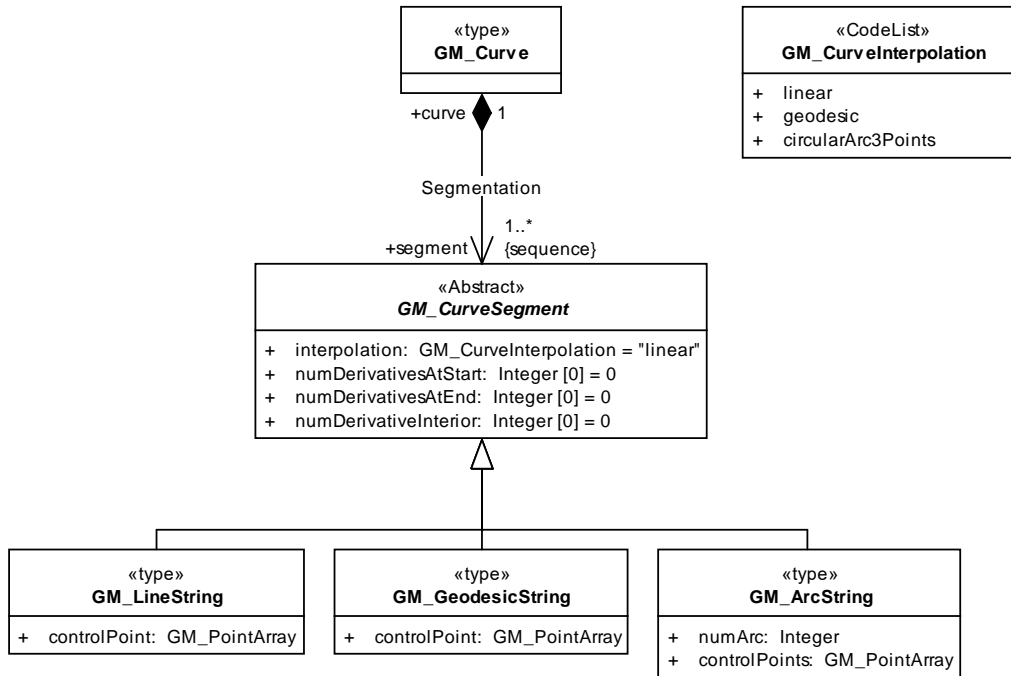 «type»
GM_Curve
«CodeList»
GM_CurveInterpolation
+ linear
+ geodesic
+ circularArc3Points
+curve 1
Segmentation
+segment
1..*
{sequence}
«Abstract»
GM_CurveSegment
+ interpolation: GM_CurveInterpolation = "linear"
+ numDerivativesAtStart: Integer [0] = 0
+ numDerivativesAtEnd: Integer [0] = 0
+ numDerivativeInterior: Integer [0] = 0
«type»
GM_LineString
+ controlPoint: GM_PointArray
«type»
GM_GeodesicString
+ controlPoint: GM_PointArray
«type»
GM_ArcString
+ numArc: Integer
+ controlPoints: GM_PointArray